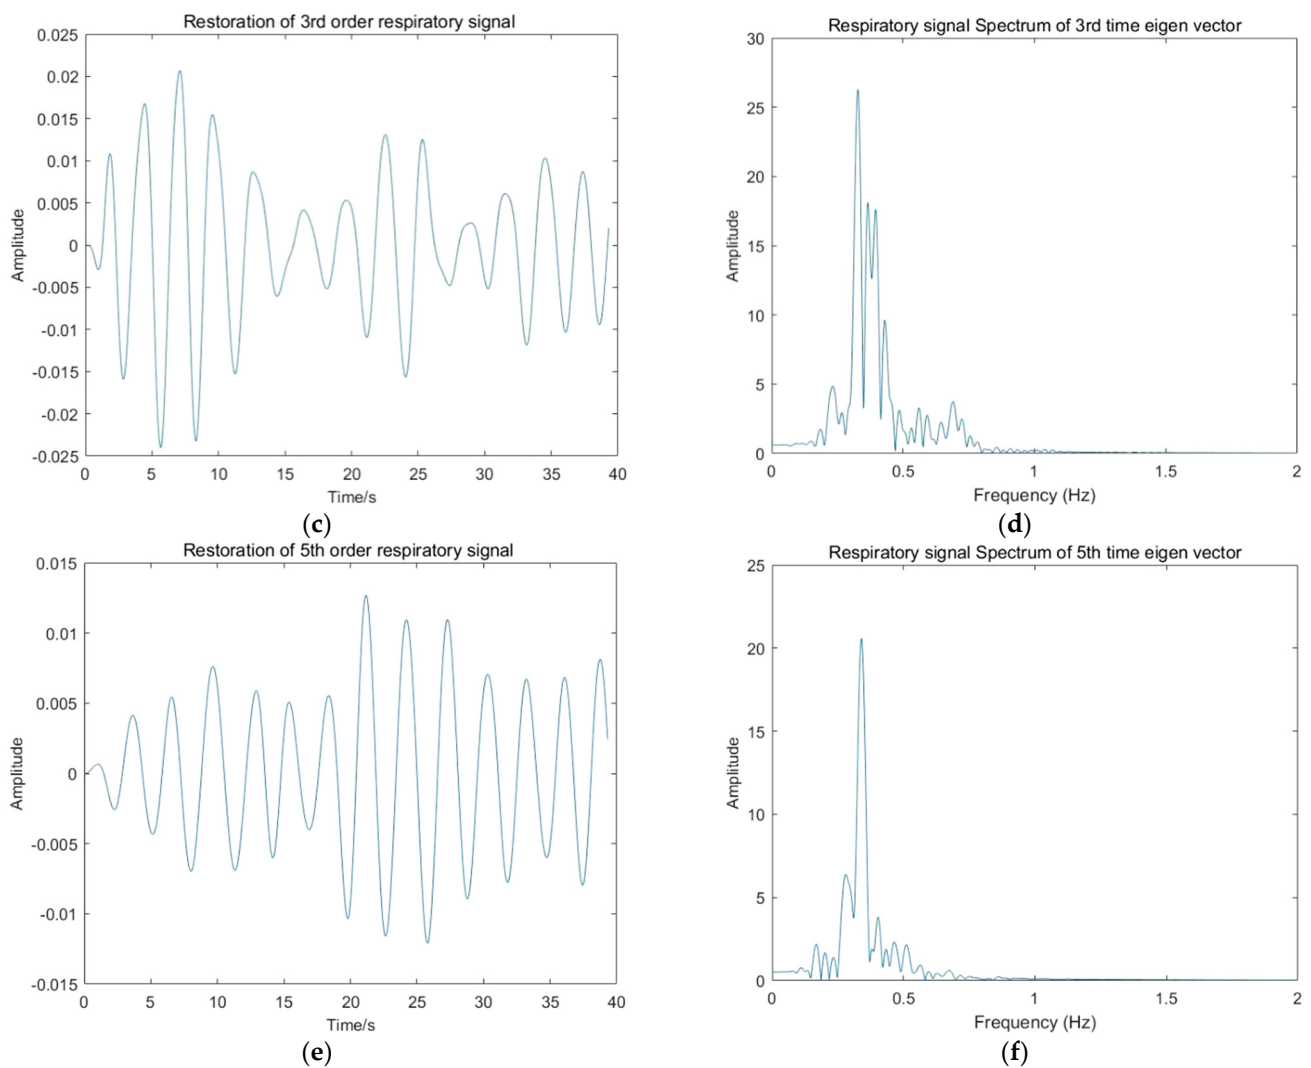 Restoration of 3rd order respiratory signal
0.025
0.02
0.015
0.01
0.005
0
-0.005
-0.01
-0.015
-0.02
-0.025
Amplitude
0 5 10 15 20 25 30 35 40
Time/s
(c)
Respiratory signal Spectrum of 3rd time eigen vector
30
25
20
15
10
5
0
Amplitude
0 0.5 1 1.5 2
Frequency (Hz)
(d)
Restoration of 5th order respiratory signal
0.015
0.01
0.005
0
-0.005
-0.01
-0.015
Amplitude
0 5 10 15 20 25 30 35 40
Time/s
(e)
Respiratory signal Spectrum of 5th time eigen vector
25
20
15
10
5
0
Amplitude
0 0.5 1 1.5 2
Frequency (Hz)
(f)